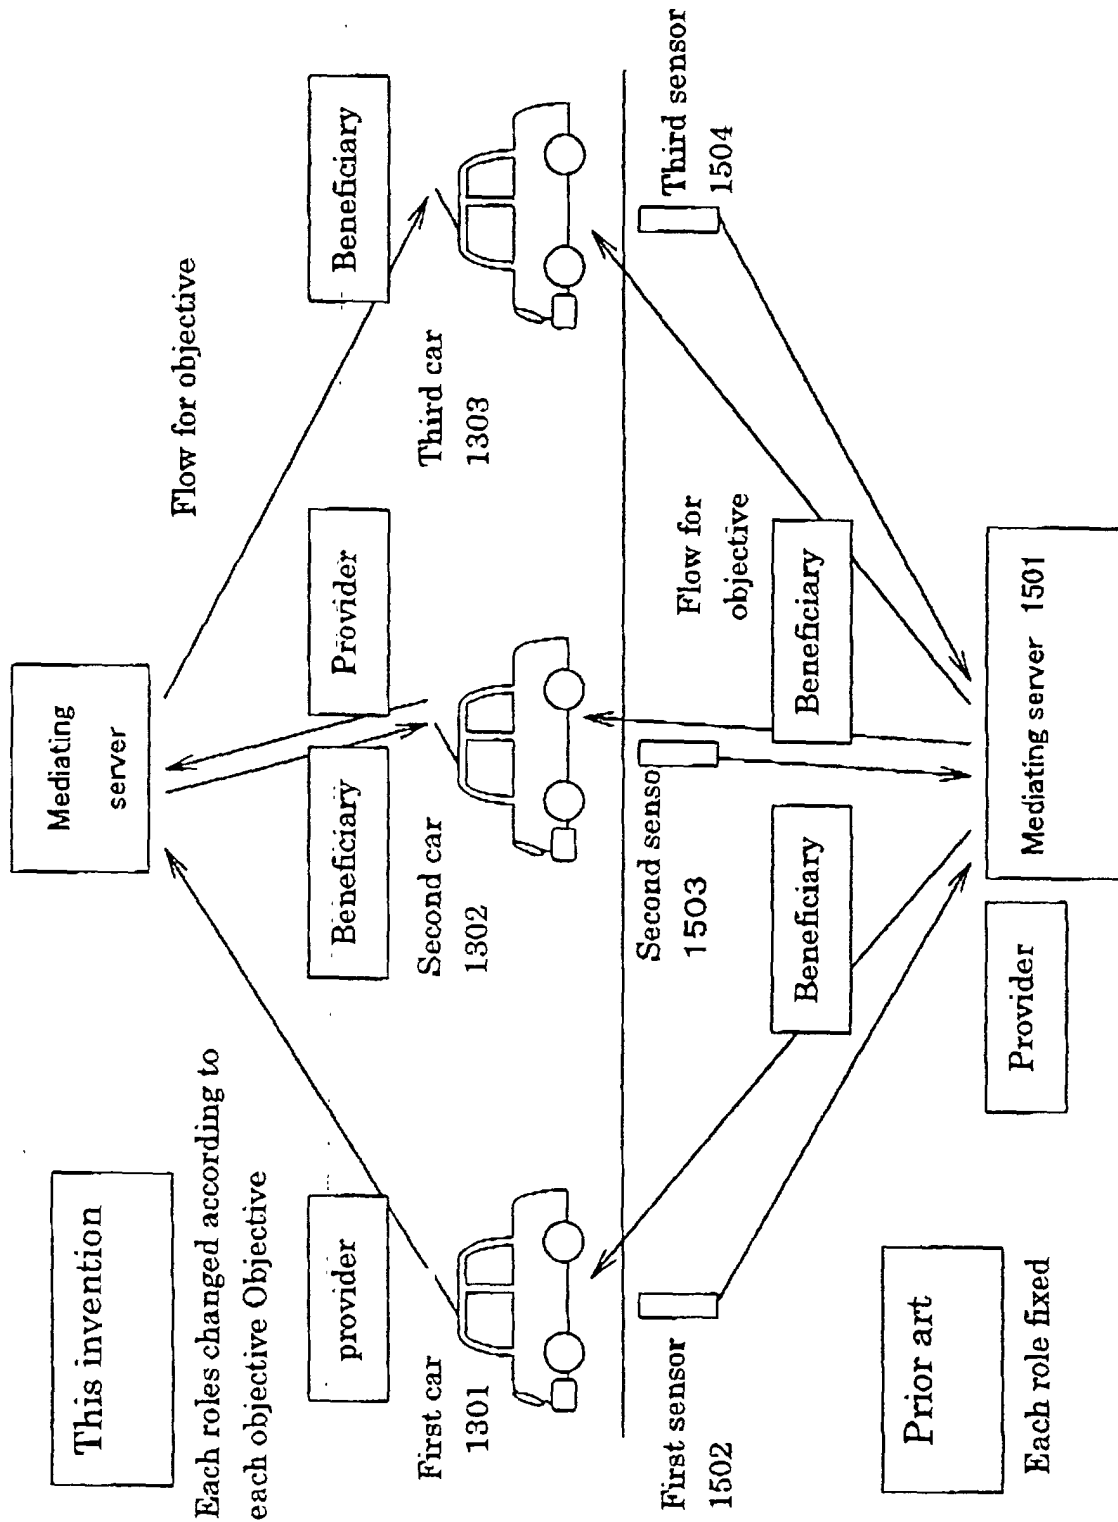 This invention
Each roles changed according to
each objective Objective
Mediating
server
Flow for objective
provider
Beneficiary
Provider
Beneficiary
First car
1301
Second car
1302
Third car
1303
First sensor
1502
Second senso
1503
Third sensor
1504
Flow for
objective
Beneficiary
Beneficiary
Prior art
Each role fixed
Provider
Mediating server 1501